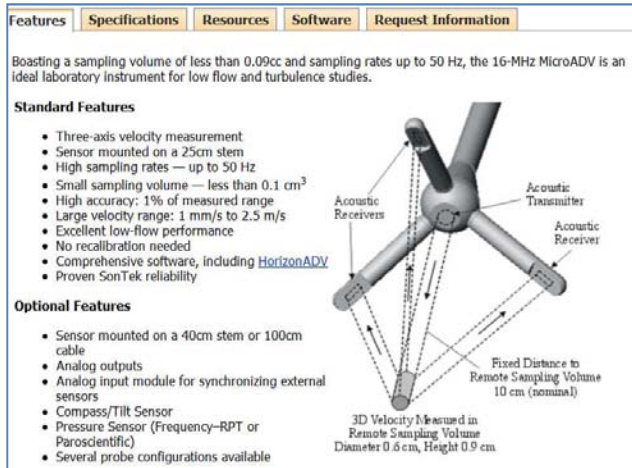 Features
Specifications
Resources
Software
Request Information
Boasting a sampling volume of less than 0.09cc and sampling rates up to 50 Hz, the 16-MHz MicroADV is an
ideal laboratory instrument for low flow and turbulence studies.
Standard Features
• Three-axis velocity measurement
• Sensor mounted on a 25cm stem
• High sampling rates — up to 50 Hz
• Small sampling volume — less than 0.1 cm³
• High accuracy: 1% of measured range
• Large velocity range: 1 mm/s to 2.5 m/s
• Excellent low-flow performance
• No recalibration needed
• Comprehensive software, including HorizonADV
• Proven SonTek reliability
Optional Features
• Sensor mounted on a 40cm stem or 100cm
cable
• Analog outputs
• Analog input module for synchronizing external
sensors
• Compass/Tilt Sensor
• Pressure Sensor (Frequency–RPT or
Paroscientific)
• Several probe configurations available
Acoustic
Receivers
Acoustic
Transmitter
Acoustic
Receiver
Fixed Distance to
Remote Sampling Volume
10 cm (nominal)
3D Velocity Measured in
Remote Sampling Volume
Diameter 0.6 cm, Height 0.9 cm